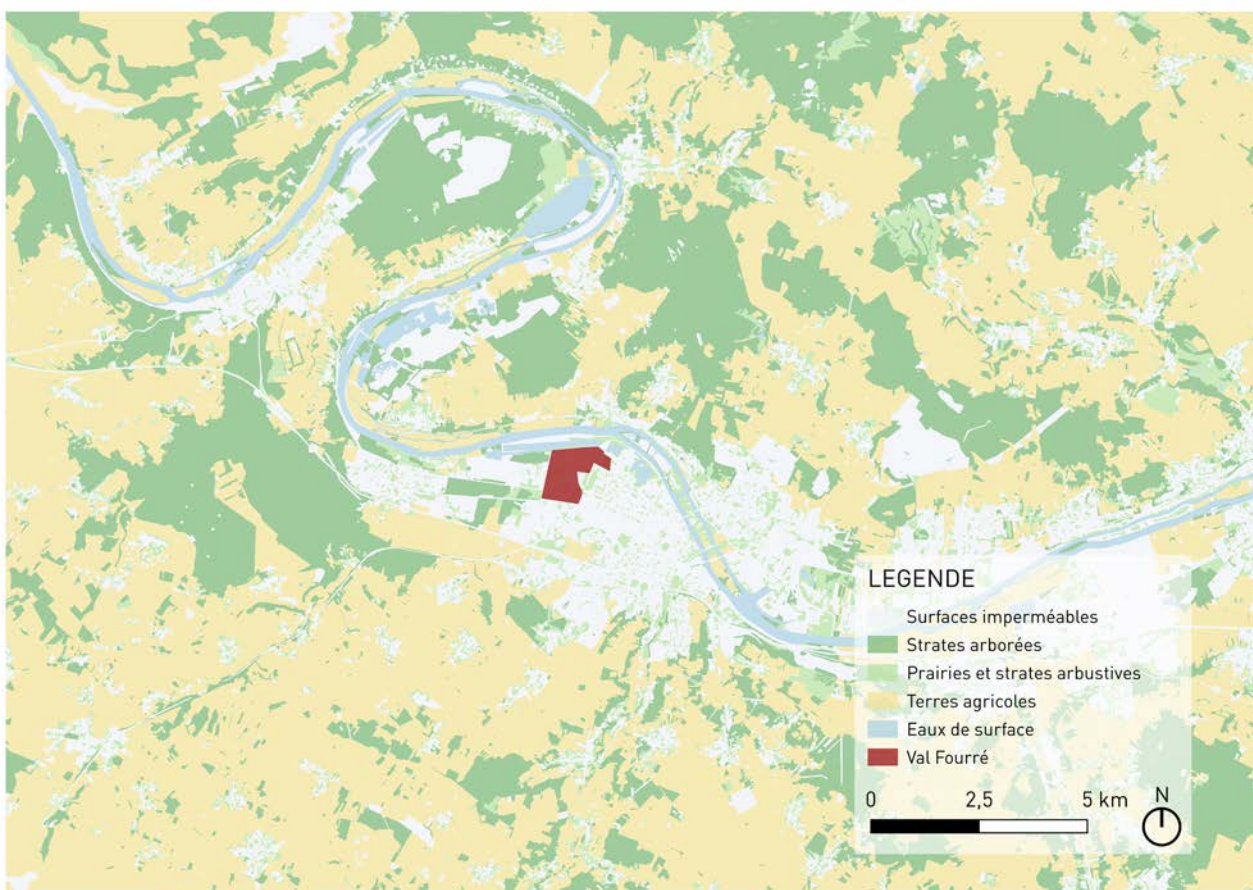 LEGENDE
Surfaces imperméables
Strates arborées
Prairies et strates arbustives
Terres agricoles
Eaux de surface
Val Fourré
0 2,5 5 km N